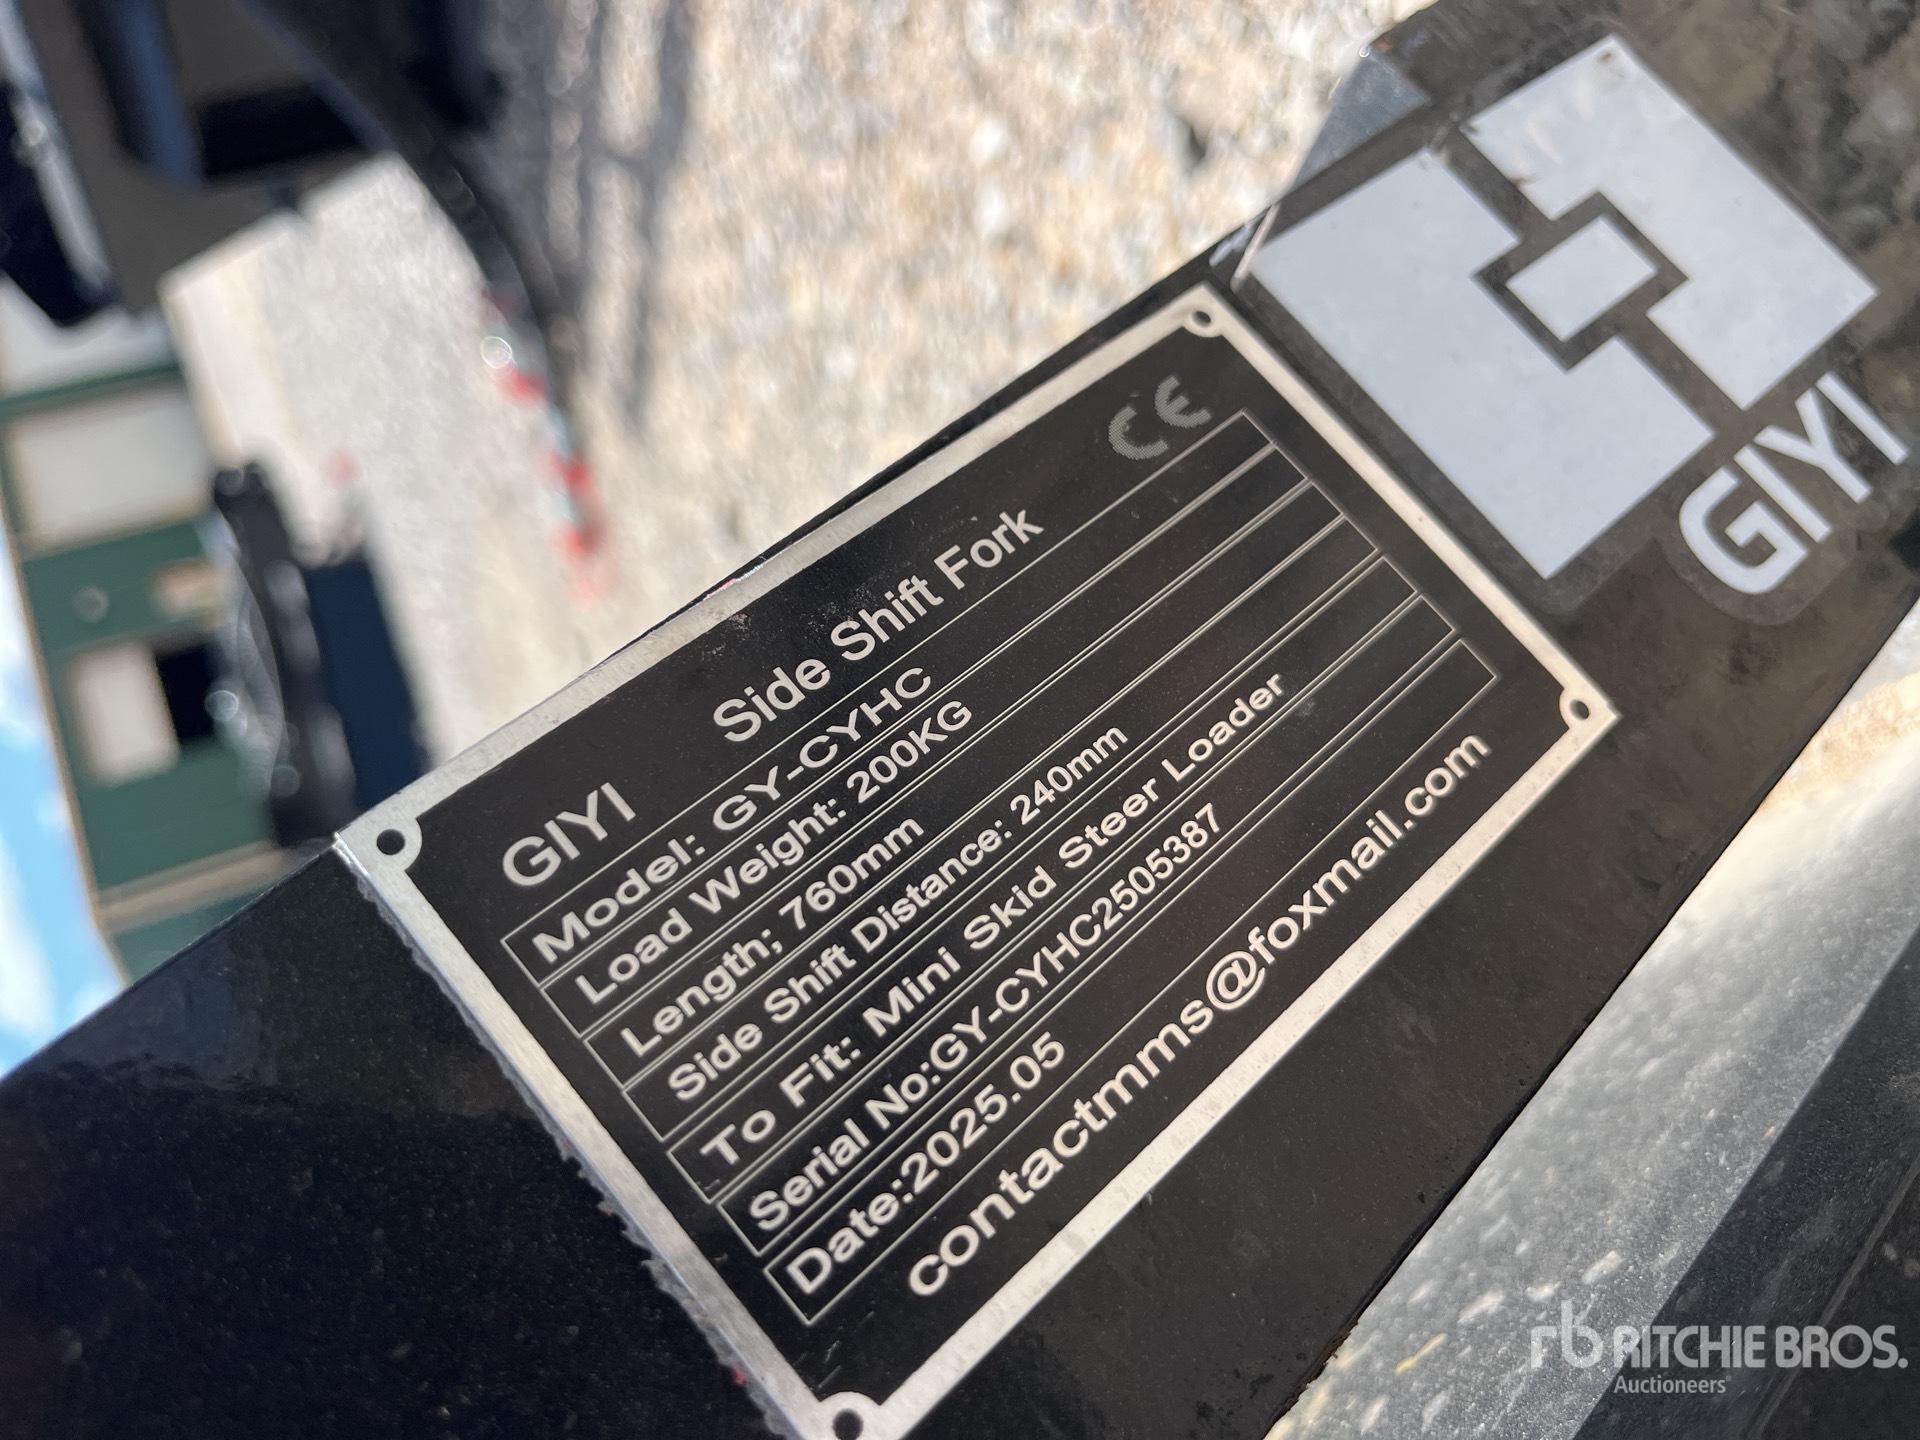 GIYI Side Shift Fork CE
Model: GY-CYHC
Load Weight: 200KG
Length; 760mm
Side Shift Distance: 240mm
To Fit: Mini Skid Steer Loader
Serial No:GY-CYHC2505387
Date:2025.05
contactmms@foxmail.com
GIYI
rb RITCHIE BROS.
Auctioneers